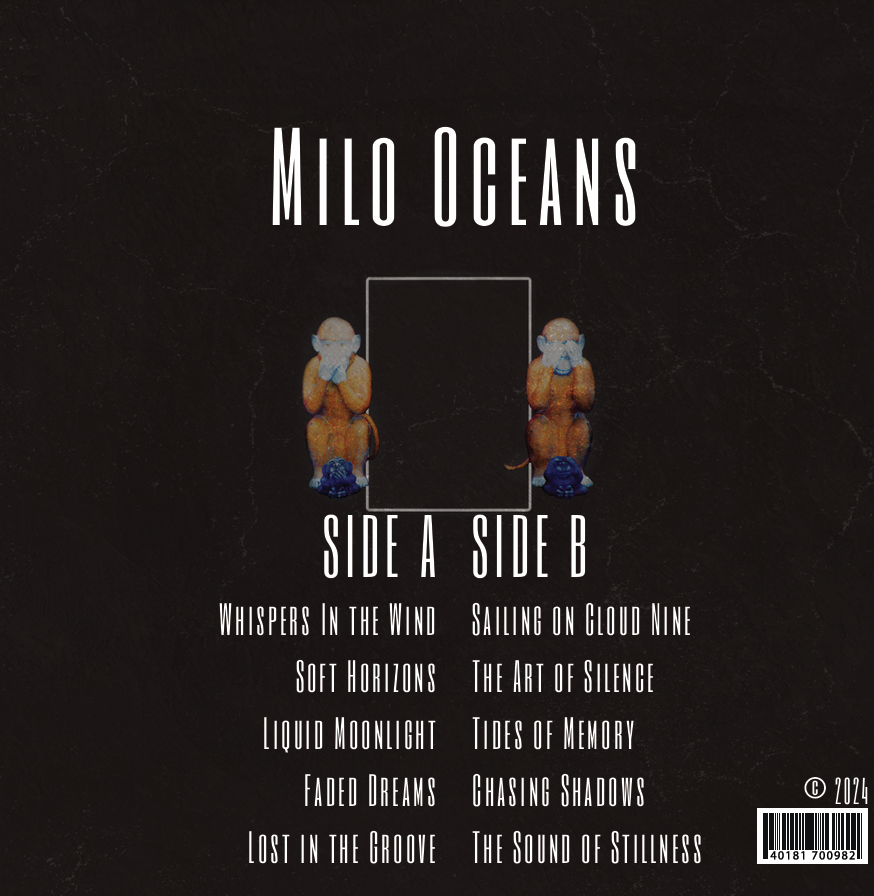 Milo Oceans
SIDE A
Whispers In the Wind
Soft Horizons
Liquid Moonlight
Faded Dreams
Lost in the Groove
SIDE B
Sailing on Cloud Nine
The Art of Silence
Tides of Memory
Chasing Shadows
The Sound of Stillness
© 2024
40181 700982